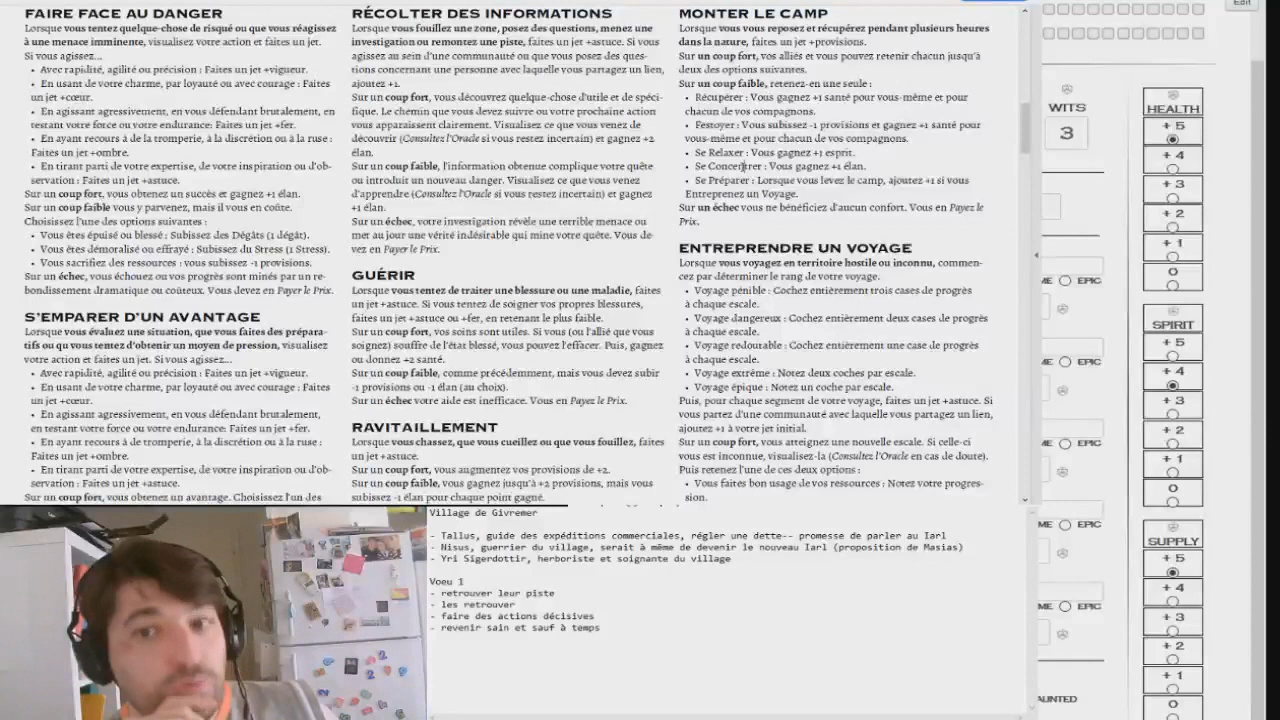 FAIRE FACE AU DANGER
Lorsque vous tentez quelque-chose de risqué ou que vous réagissez
à une menace imminente, visualisez votre action et faites un jet.
Si vous agissez...
• Avec rapidité, agilité ou précision : Faites un jet +vigueur.
• En usant de votre charme, par loyauté ou avec courage : Faites
un jet +cœur.
• En agissant agressivement, en vous défendant brutalement, en
testant votre force ou votre endurance: Faites un jet +fer.
• En ayant recours à de la tromperie, à la discrétion ou à la ruse :
Faites un jet +ombre.
• En tirant parti de votre expertise, de votre inspiration ou d'ob-
servation : Faites un jet +astuce.
Sur un coup fort, vous obtenez un succès et gagnez +1 élan.
Sur un coup faible vous y parvenez, mais il vous en coûte.
Choisissez l'une des options suivantes :
• Vous êtes épuisé ou blessé : Subissez des Dégâts (1 dégât).
• Vous êtes démoralisé ou effrayé : Subissez du Stress (1 Stress).
• Vous sacrifiez des ressources : vous subissez -1 provisions.
Sur un échec, vous échouez ou vos progrès sont minés par un re-
bondissement dramatique ou coûteux. Vous devez en Payer le Prix.
S'EMPARER D'UN AVANTAGE
Lorsque vous évaluez une situation, que vous faites des prépara-
tifs ou qu vous tentez d'obtenir un moyen de pression, visualisez
votre action et faites un jet. Si vous agissez...
• Avec rapidité, agilité ou précision : Faites un jet +vigueur.
• En usant de votre charme, par loyauté ou avec courage : Faites
un jet +cœur.
• En agissant agressivement, en vous défendant brutalement,
en testant votre force ou votre endurance : Faites un jet +fer.
• En ayant recours à de tromperie, à la discrétion ou à la ruse :
Faites un jet +ombre.
• En tirant parti de votre expertise, de votre inspiration ou d'ob-
servation : Faites un jet +astuce.
Sur un coup fort, vous obtenez un avantage. Choisissez l'un des
RÉCOLTER DES INFORMATIONS
Lorsque vous fouillez une zone, posez des questions, menez une
investigation ou remontez une piste, faites un jet +astuce. Si vous
agissez au sein d'une communauté ou que vous posez des ques-
tions concernant une personne avec laquelle vous partagez un lien,
ajoutez +1.
Sur un coup fort, vous découvrez quelque-chose d'utile et de spéci-
fique. Le chemin que vous devez suivre ou votre prochaine action
vous apparaissent clairement. Visualisez ce que vous venez de
découvrir (Consultez l'Oracle si vous restez incertain) et gagnez +2
élan.
Sur un coup faible, l'information obtenue complique votre quête
ou introduit un nouveau danger. Visualisez ce que vous venez
d'apprendre (Consultez l'Oracle si vous restez incertain) et gagnez
+1 élan.
Sur un échec, votre investigation révèle une terrible menace ou
met au jour une vérité indésirable qui mine votre quête. Vous de-
vez en Payer le Prix.
GUÉRIR
Lorsque vous tentez de traiter une blessure ou une maladie, faites
un jet +astuce. Si vous tentez de soigner vos propres blessures,
faites un jet +astuce ou +fer, en retenant le plus faible.
Sur un coup fort, vos soins sont utiles. Si vous (ou l'allié que vous
soignez) souffre de l'état blessé, vous pouvez l'effacer. Puis, gagnez
ou donnez +2 santé.
Sur un coup faible, comme précédemment, mais vous devez subir
-1 provisions ou -1 élan (au choix).
Sur un échec votre aide est inefficace. Vous en Payez le Prix.
RAVITAILLEMENT
Lorsque vous chassez, que vous cueillez ou que vous fouillez, faites
un jet +astuce.
Sur un coup fort, vous augmentez vos provisions de +2.
Sur un coup faible, vous gagnez jusqu'à +2 provisions, mais vous
subissez -1 élan pour chaque point gagné.
MONTER LE CAMP
Lorsque vous vous reposez et récupérez pendant plusieurs heures
dans la nature, faites un jet +provisions.
Sur un coup fort, vos alliés et vous pouvez retenir chacun jusqu'à
deux des options suivantes.
Sur un coup faible, retenez-en une seule :
• Récupérer : Vous gagnez +1 santé pour vous-même et pour
chacun de vos compagnons.
• Festoyer : Vous subissez -1 provisions et gagnez +1 santé pour
vous-même et pour chacun de vos compagnons.
• Se Relaxer : Vous gagnez +1 esprit.
• Se Concentrer : Vous gagnez +1 élan.
• Se Préparer : Lorsque vous levez le camp, ajoutez +1 si vous
Entreprenez un Voyage.
Sur un échec vous ne bénéficiez d'aucun confort. Vous en Payez le
Prix.
ENTREPRENDRE UN VOYAGE
Lorsque vous voyagez en territoire hostile ou inconnu, commen-
cez par déterminer le rang de votre voyage.
• Voyage pénible : Cochez entièrement trois cases de progrès
à chaque escale.
• Voyage dangereux : Cochez entièrement deux cases de progrès
à chaque escale.
• Voyage redoutable : Cochez entièrement une case de progrès
à chaque escale.
• Voyage extrême : Notez deux coches par escale.
• Voyage épique : Notez un coche par escale.
Puis, pour chaque segment de votre voyage, faites un jet +astuce. Si
vous partez d'une communauté avec laquelle vous partagez un lien,
ajoutez +1 à votre jet initial.
Sur un coup fort, vous atteignez une nouvelle escale. Si celle-ci
vous est inconnue, visualisez-la (Consultez l'Oracle en cas de doute).
Puis retenez l'une de ces deux options :
• Vous faites bon usage de vos ressources : Notez votre progres-
sion.
Edit
WITS
3
ME EPIC
ME EPIC
ME EPIC
ME EPIC
ME EPIC
HAUNTED
HEALTH
+5
+4
+3
+2
+1
0
SPIRIT
+5
+4
+3
+2
+1
0
SUPPLY
+5
+4
+3
+2
+1
0
Village de Givremer
- Tallus, guide des expéditions commerciales, régler une dette-- promesse de parler au Iarl
- Nisus, guerrier du village, serait à même de devenir le nouveau Iarl (proposition de Masias)
- Yri Sigerdottir, herboriste et soignante du village
Voeu 1
- retrouver leur piste
- les retrouver
- faire des actions décisives
- revenir sain et sauf à temps